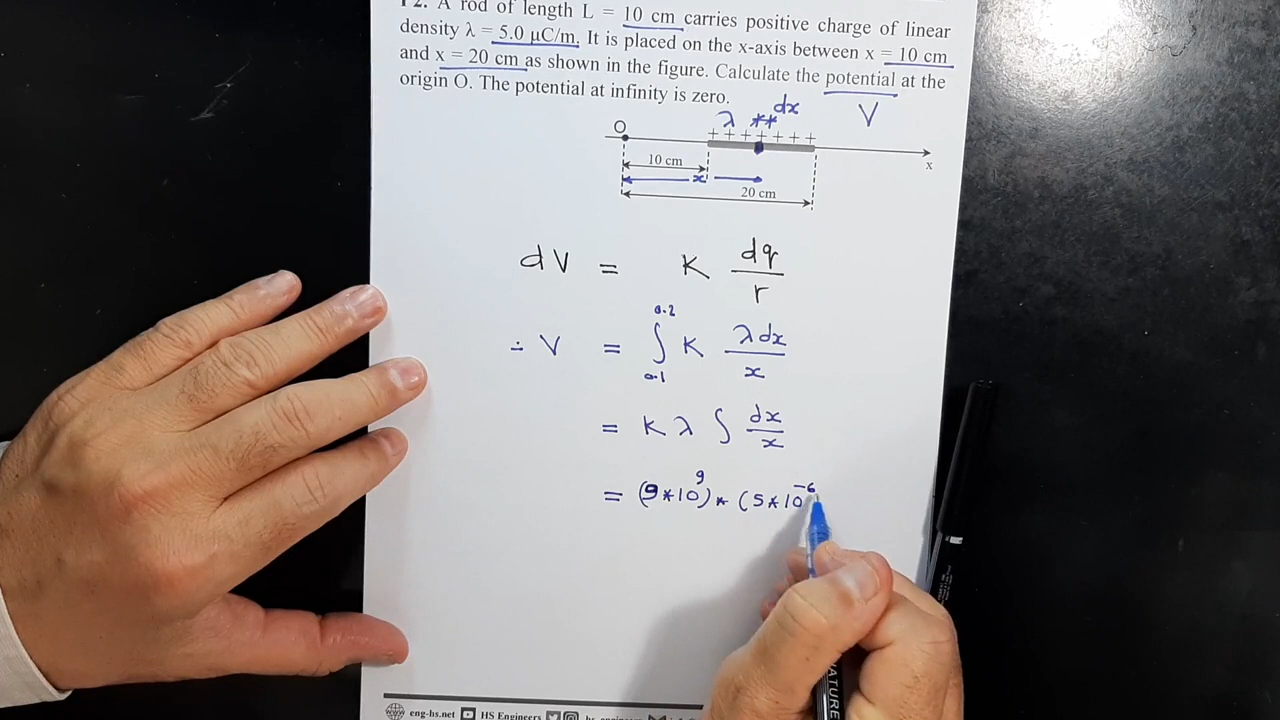 2. A rod of length L = 10 cm carries positive charge of linear
density λ = 5.0 μC/m. It is placed on the x-axis between x = 10 cm
and x = 20 cm as shown in the figure. Calculate the potential at the
origin O. The potential at infinity is zero.
dx
V
λ **
O
+ + + + + + +
10 cm
x
x
20 cm
dV = K dq/r
∴ V = ∫ 0.1 0.2 K λdx/x
= K λ ∫ dx/x
= (9*10⁹) * (5*10⁻⁶
eng-hs.net HS Engineers
NATURE